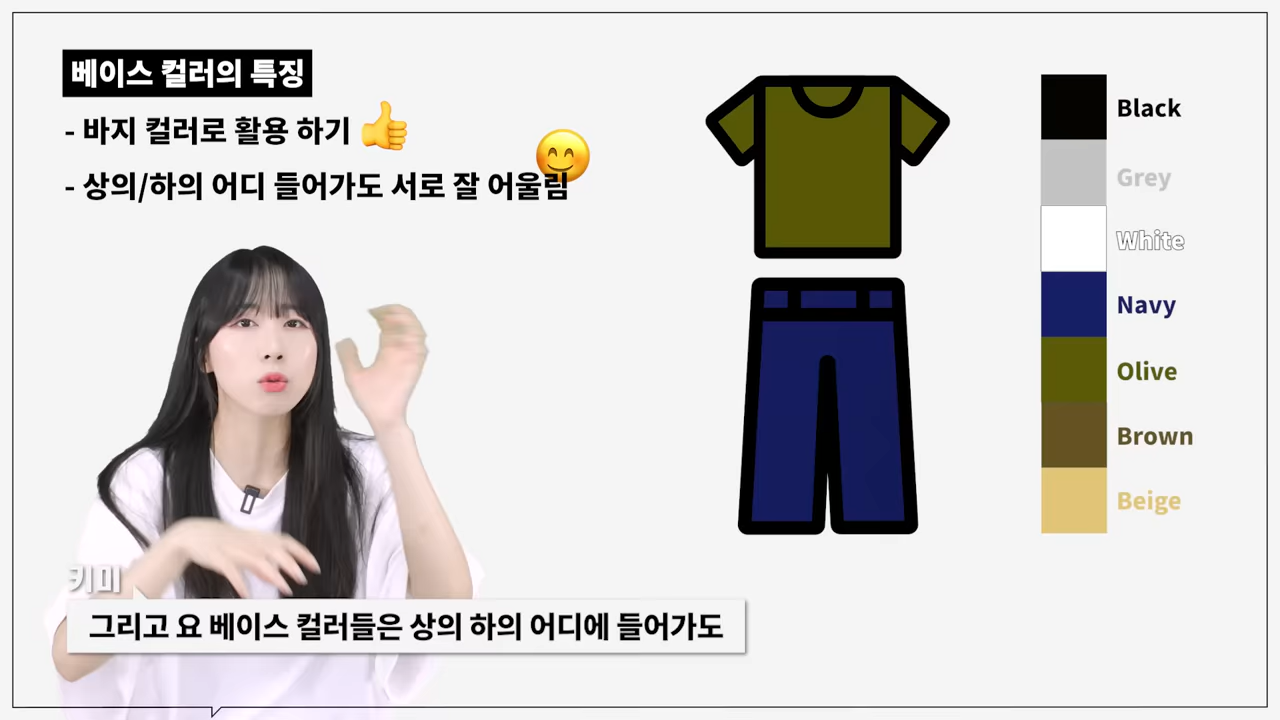 베이스 컬러의 특징
- 바지 컬러로 활용 하기 👍
- 상의/하의 어디 들어가도 서로 잘 어울림
Black
Grey
White
Navy
Olive
Brown
Beige
키미
그리고 요 베이스 컬러들은 상의 하의 어디에 들어가도